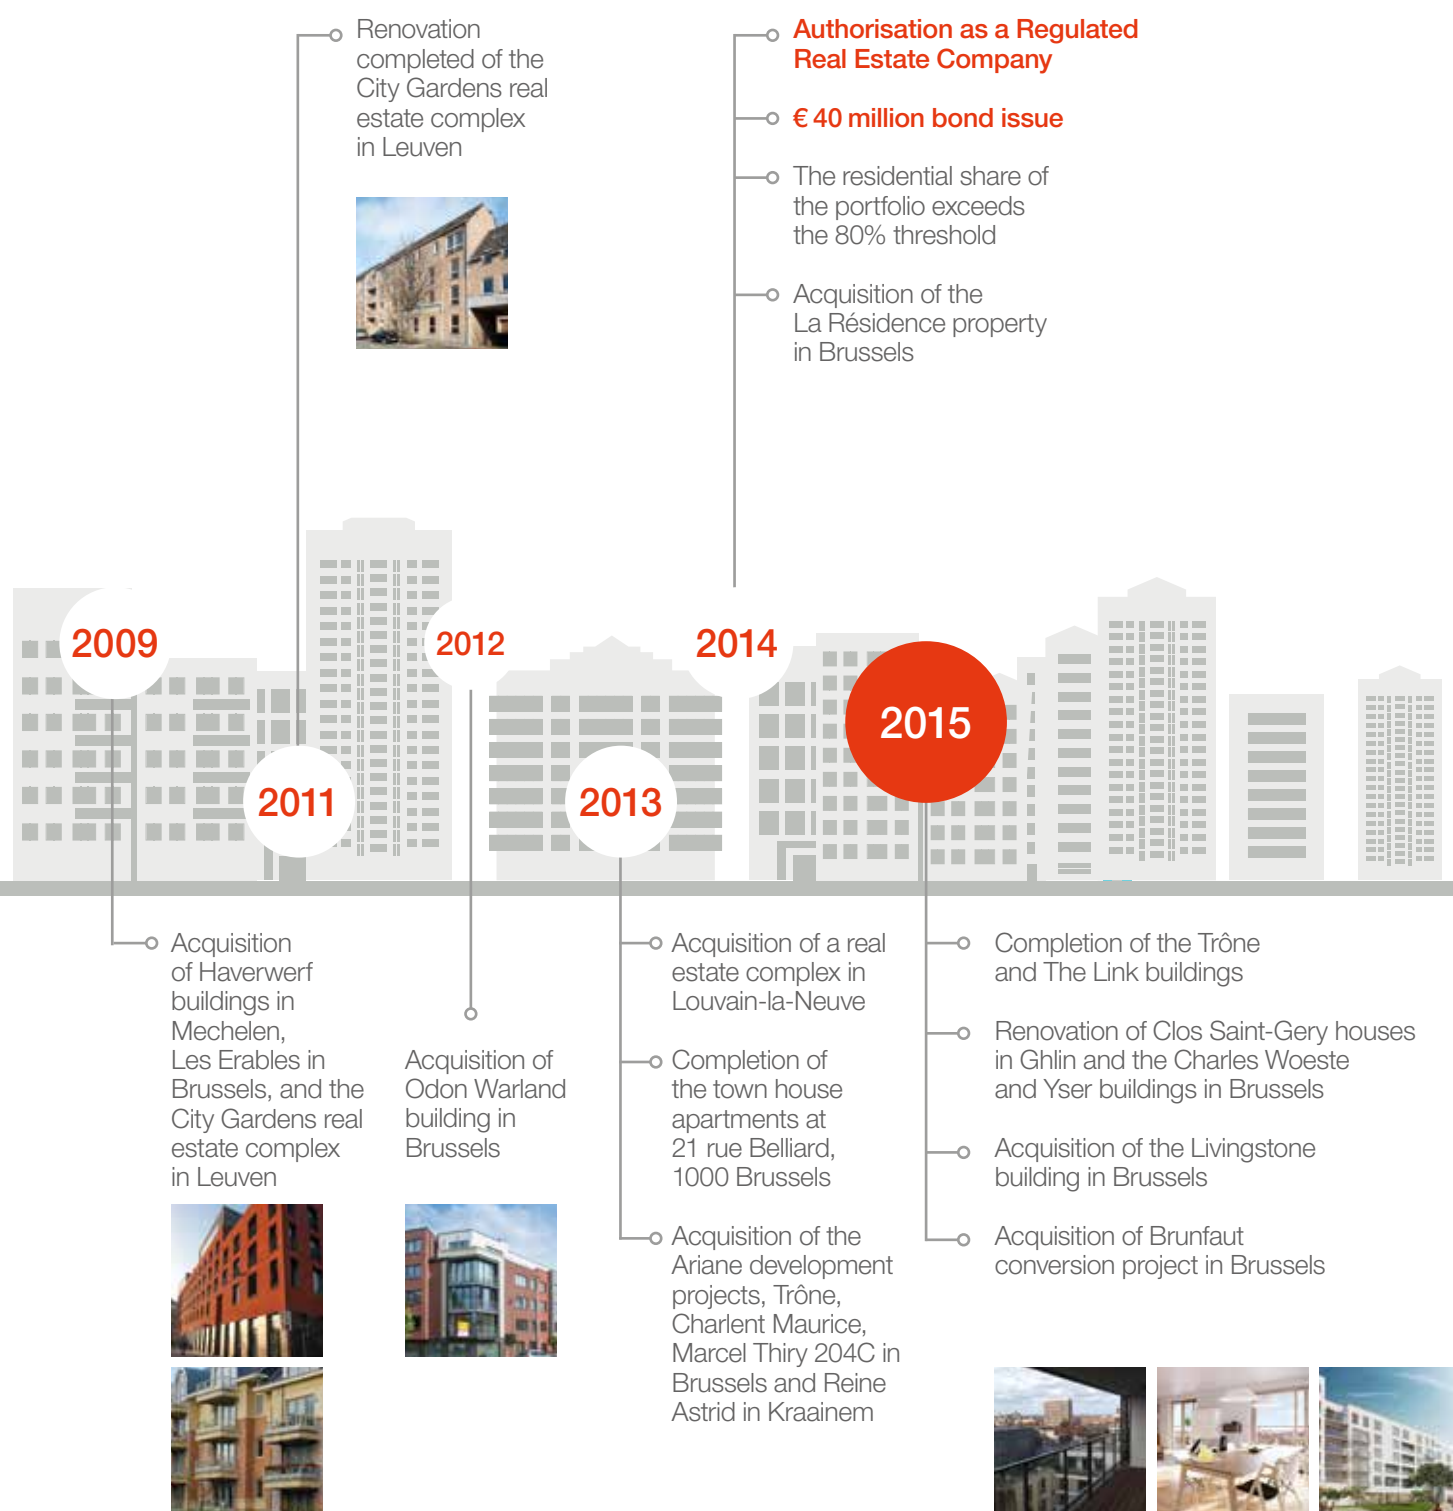 Renovation
completed of the
City Gardens real
estate complex
in Leuven
Authorisation as a Regulated
Real Estate Company
€ 40 million bond issue
The residential share of
the portfolio exceeds
the 80% threshold
Acquisition of the
La Résidence property
in Brussels
2009
2011
2012
2013
2014
2015
Acquisition
of Haverwerf
buildings in
Mechelen,
Les Erables in
Brussels, and the
City Gardens real
estate complex
in Leuven
Acquisition of
Odon Warland
building in
Brussels
Acquisition of a real
estate complex in
Louvain-la-Neuve
Completion of
the town house
apartments at
21 rue Belliard,
1000 Brussels
Acquisition of the
Ariane development
projects, Trône,
Charlent Maurice,
Marcel Thiry 204C in
Brussels and Reine
Astrid in Kraainem
Completion of the Trône
and The Link buildings
Renovation of Clos Saint-Gery houses
in Ghlin and the Charles Woeste
and Yser buildings in Brussels
Acquisition of the Livingstone
building in Brussels
Acquisition of Brunfaut
conversion project in Brussels